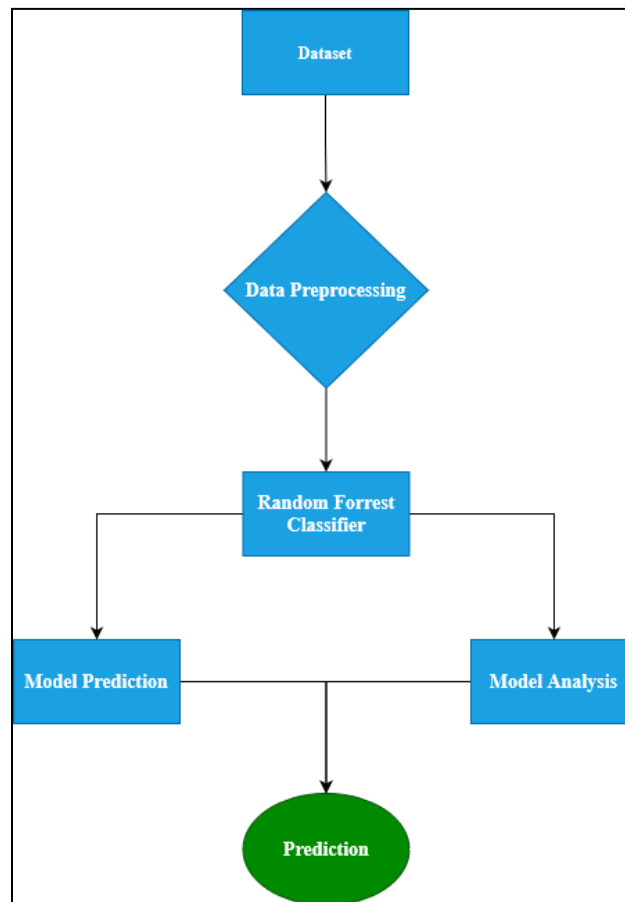 Dataset
Data Preprocessing
Random Forrest
Classifier
Model Prediction
Model Analysis
Prediction